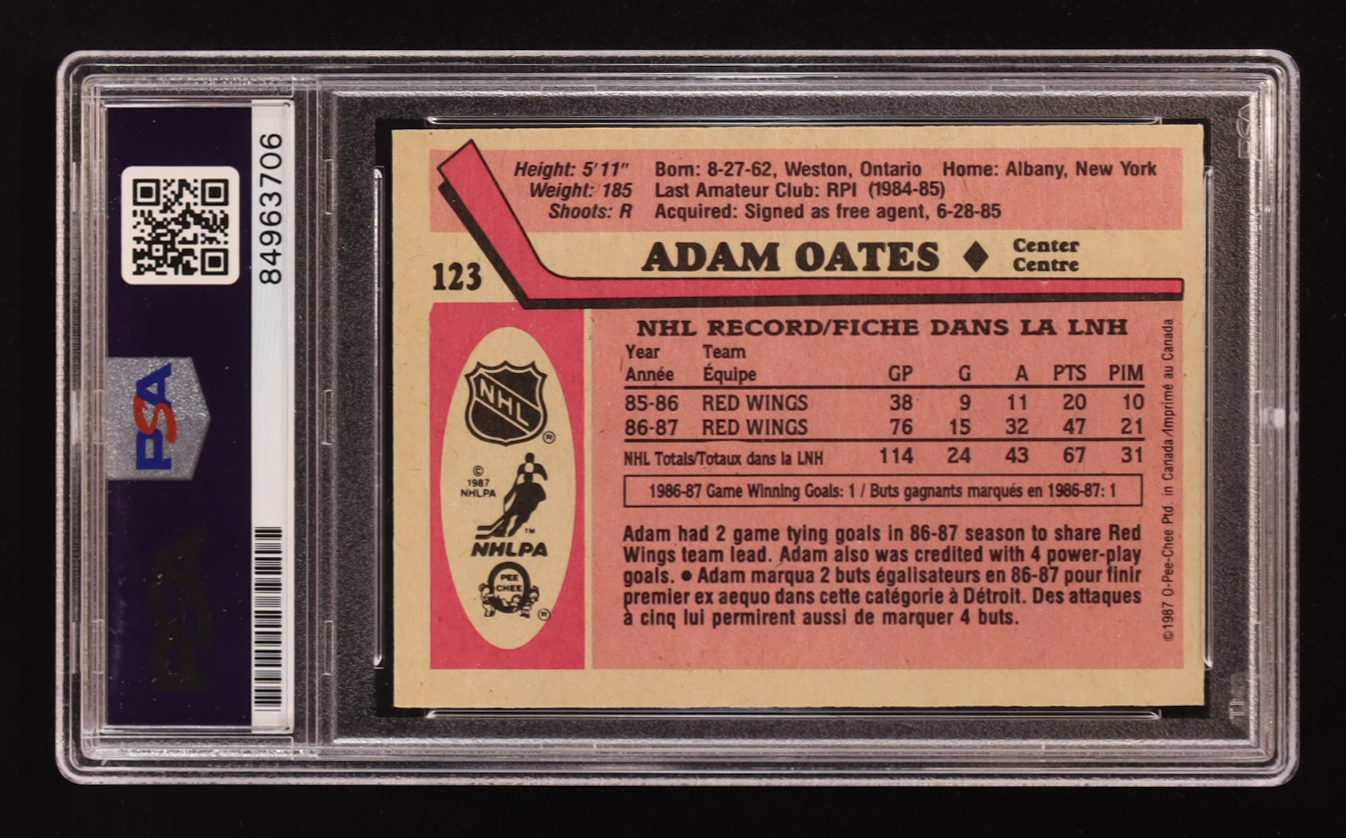 84963706
PSA
Height: 5'11" Born: 8-27-62, Weston, Ontario Home: Albany, New York
Weight: 185 Last Amateur Club: RPI (1984-85)
Shoots: R Acquired: Signed as free agent, 6-28-85
123
ADAM OATES ♦ Center
Centre
NHL RECORD/FICHE DANS LA LNH
Year Team
Année Équipe GP G A PTS PIM
85-86 RED WINGS 38 9 11 20 10
86-87 RED WINGS 76 15 32 47 21
NHL Totals/Totaux dans la LNH 114 24 43 67 31
1986-87 Game Winning Goals: 1 / Buts gagnants marqués en 1986-87: 1
Adam had 2 game tying goals in 86-87 season to share Red
Wings team lead. Adam also was credited with 4 power-play
goals. ● Adam marqua 2 buts égalisateurs en 86-87 pour finir
premier ex aequo dans cette catégorie à Détroit. Des attaques
à cinq lui permirent aussi de marquer 4 buts.
NHL
®
©
1987
NHLPA
™
NHLPA
O
PEE
CHEE
®
©1987 O-Pee-Chee Ptd. in Canada/Imprimé au Canada
PSA
PSA